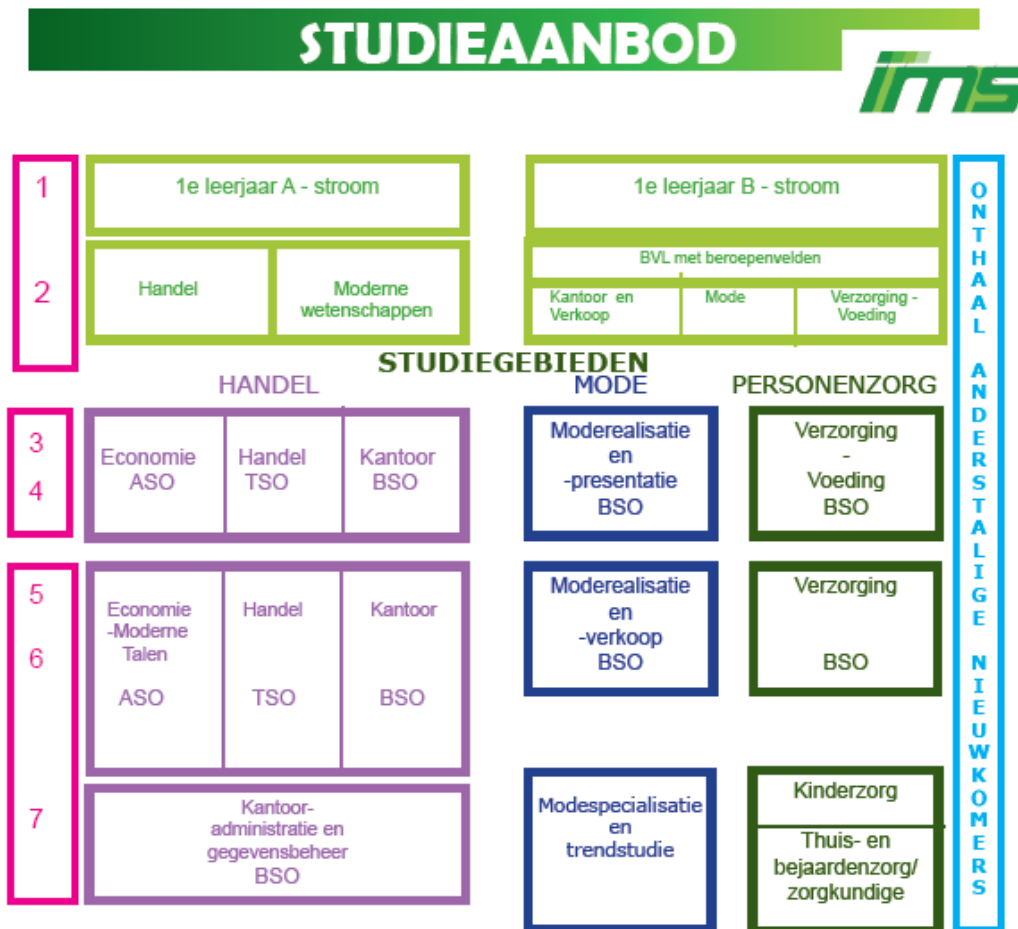 STUDIEAANBOD
ims
1
1e leerjaar A - stroom
1e leerjaar B - stroom
2
Handel
Moderne
wetenschappen
BVL met beroepenvelden
Kantoor en
Verkoop
Mode
Verzorging -
Voeding
STUDIEGEBIEDEN
HANDEL
MODE
PERSONENZORG
3
4
Economie
ASO
Handel
TSO
Kantoor
BSO
Moderealisatie
en
-presentatie
BSO
Verzorging
-
Voeding
BSO
5
6
Economie
-Moderne
Talen
ASO
Handel
TSO
Kantoor
BSO
Moderealisatie
en
-verkoop
BSO
Verzorging
BSO
7
Kantoor-
administratie en
gegevensbeheer
BSO
Modespecialisatie
en
trendstudie
Kinderzorg
Thuis- en
bejaardenzorg/
zorgkundige
ONTHAAL ANDERSTALIGE NIEUWKOMERS